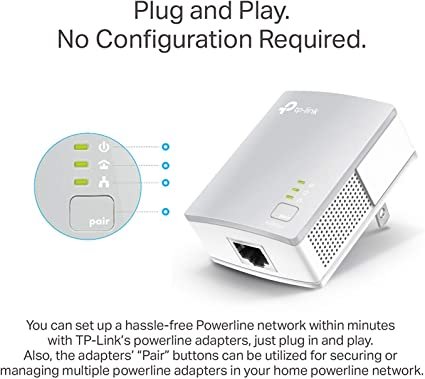 Plug and Play.
No Configuration Required.
tp-link
pair
You can set up a hassle-free Powerline network within minutes
with TP-Link's powerline adapters, just plug in and play.
Also, the adapters' “Pair” buttons can be utilized for securing or
managing multiple powerline adapters in your home powerline network.